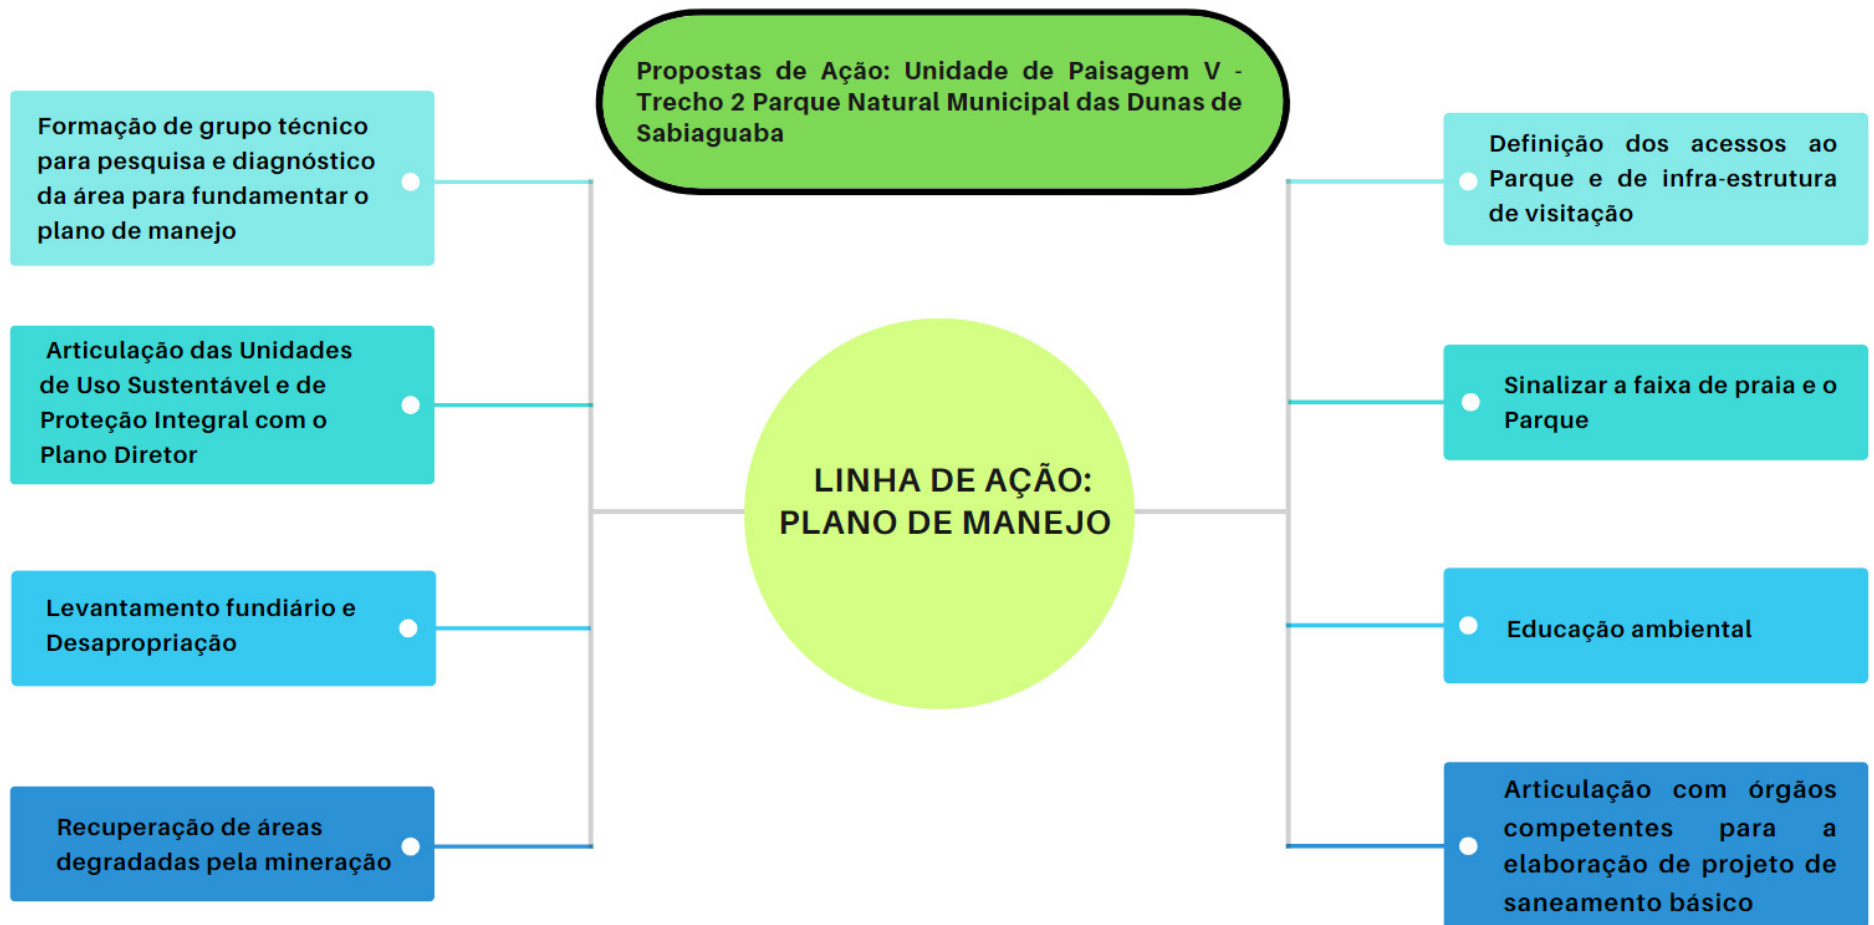 Propostas de Ação: Unidade de Paisagem V -
Trecho 2 Parque Natural Municipal das Dunas de
Sabiaguaba
Formação de grupo técnico
para pesquisa e diagnóstico
da área para fundamentar o
plano de manejo
Articulação das Unidades
de Uso Sustentável e de
Proteção Integral com o
Plano Diretor
Levantamento fundiário e
Desapropriação
Recuperação de áreas
degradadas pela mineração
LINHA DE AÇÃO:
PLANO DE MANEJO
Definição dos acessos ao
Parque e de infra-estrutura
de visitação
Sinalizar a faixa de praia e o
Parque
Educação ambiental
Articulação com órgãos
competentes para a
elaboração de projeto de
saneamento básico